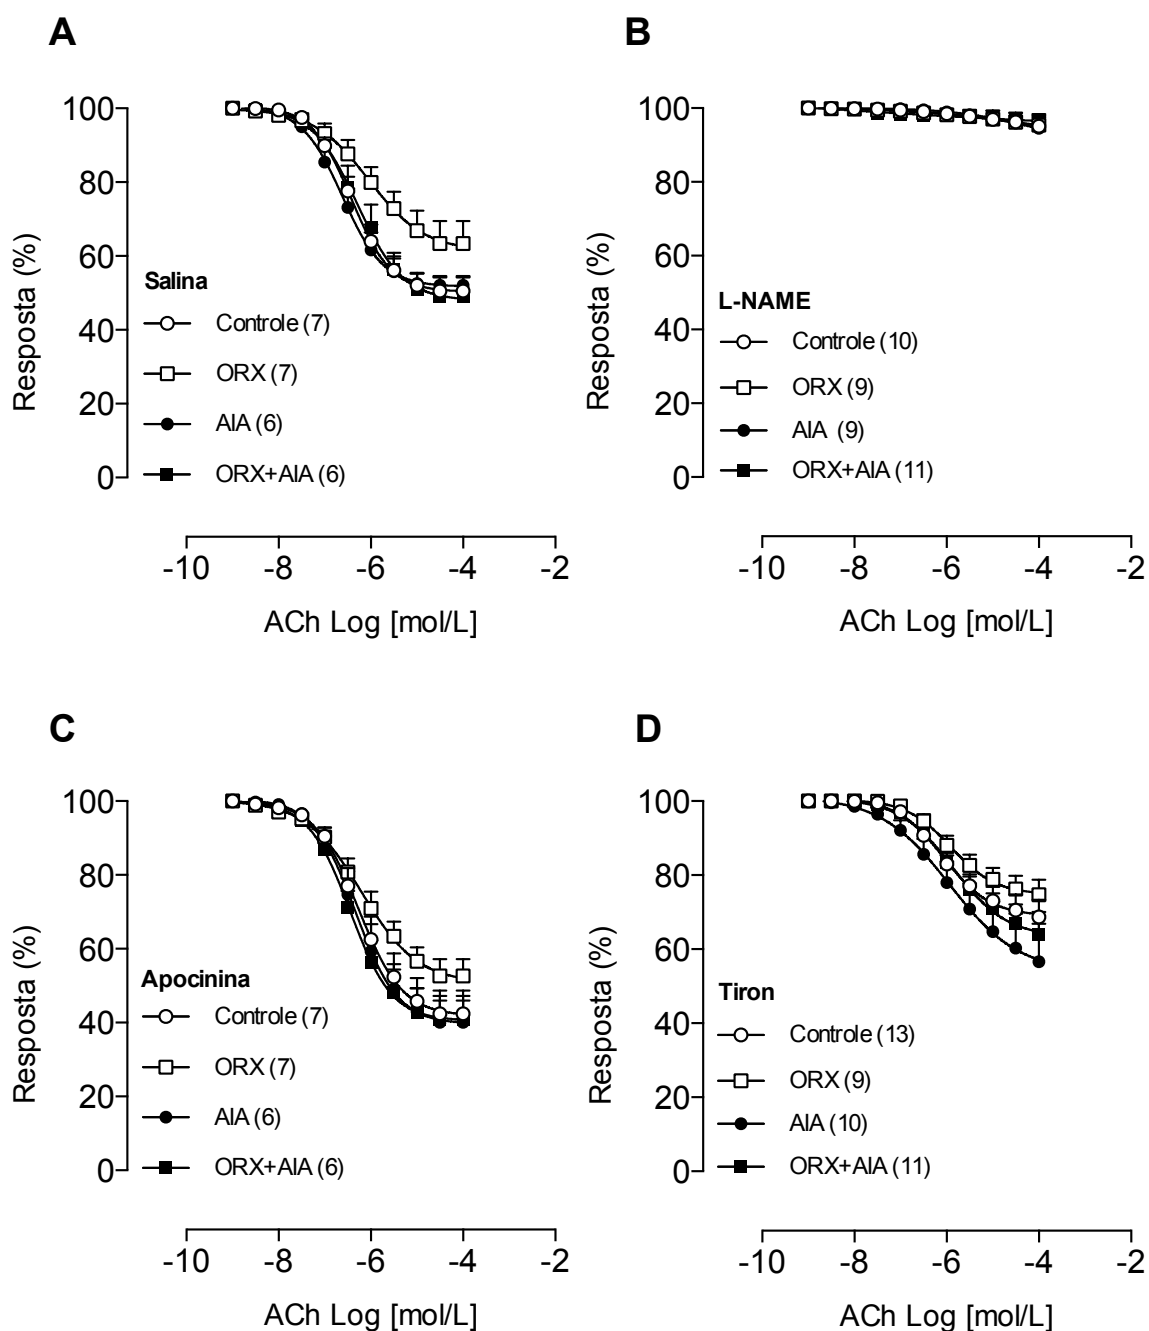 A
100
80
60
40
20
0
Resposta (%)
Salina
Controle (7)
ORX (7)
AIA (6)
ORX+AIA (6)
-10 -8 -6 -4 -2
ACh Log [mol/L]
B
100
80
60
40
20
0
Resposta (%)
L-NAME
Controle (10)
ORX (9)
AIA (9)
ORX+AIA (11)
-10 -8 -6 -4 -2
ACh Log [mol/L]
C
100
80
60
40
20
0
Resposta (%)
Apocinina
Controle (7)
ORX (7)
AIA (6)
ORX+AIA (6)
-10 -8 -6 -4 -2
ACh Log [mol/L]
D
100
80
60
40
20
0
Resposta (%)
Tiron
Controle (13)
ORX (9)
AIA (10)
ORX+AIA (11)
-10 -8 -6 -4 -2
ACh Log [mol/L]